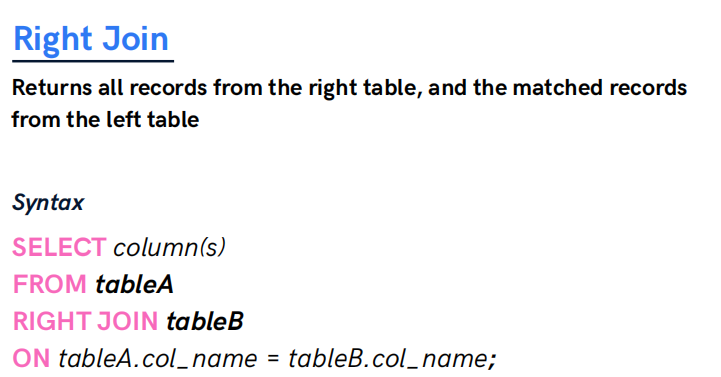 Right Join
Returns all records from the right table, and the matched records
from the left table
Syntax
SELECT column(s)
FROM tableA
RIGHT JOIN tableB
ON tableA.col_name = tableB.col_name;